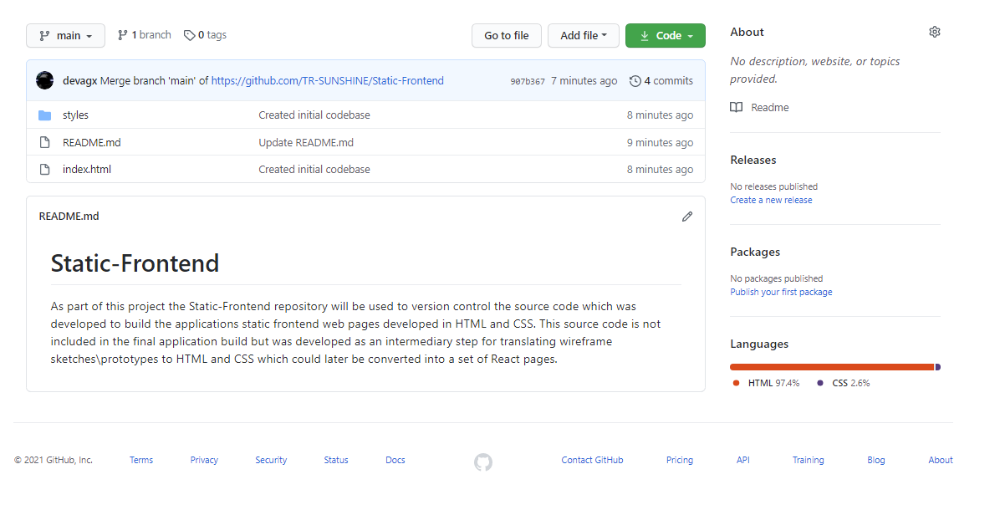 main
1 branch
0 tags
Go to file
Add file
Code
devagx Merge branch 'main' of https://github.com/TR-SUNSHINE/Static-Frontend
907b367 7 minutes ago
4 commits
styles
Created initial codebase
8 minutes ago
README.md
Update README.md
9 minutes ago
index.html
Created initial codebase
8 minutes ago
README.md
Static-Frontend
As part of this project the Static-Frontend repository will be used to version control the source code which was
developed to build the applications static frontend web pages developed in HTML and CSS. This source code is not
included in the final application build but was developed as an intermediary step for translating wireframe
sketches\prototypes to HTML and CSS which could later be converted into a set of React pages.
About
No description, website, or topics
provided.
Readme
Releases
No releases published
Create a new release
Packages
No packages published
Publish your first package
Languages
HTML 97.4%
CSS 2.6%
© 2021 GitHub, Inc.
Terms
Privacy
Security
Status
Docs
Contact GitHub
Pricing
API
Training
Blog
About